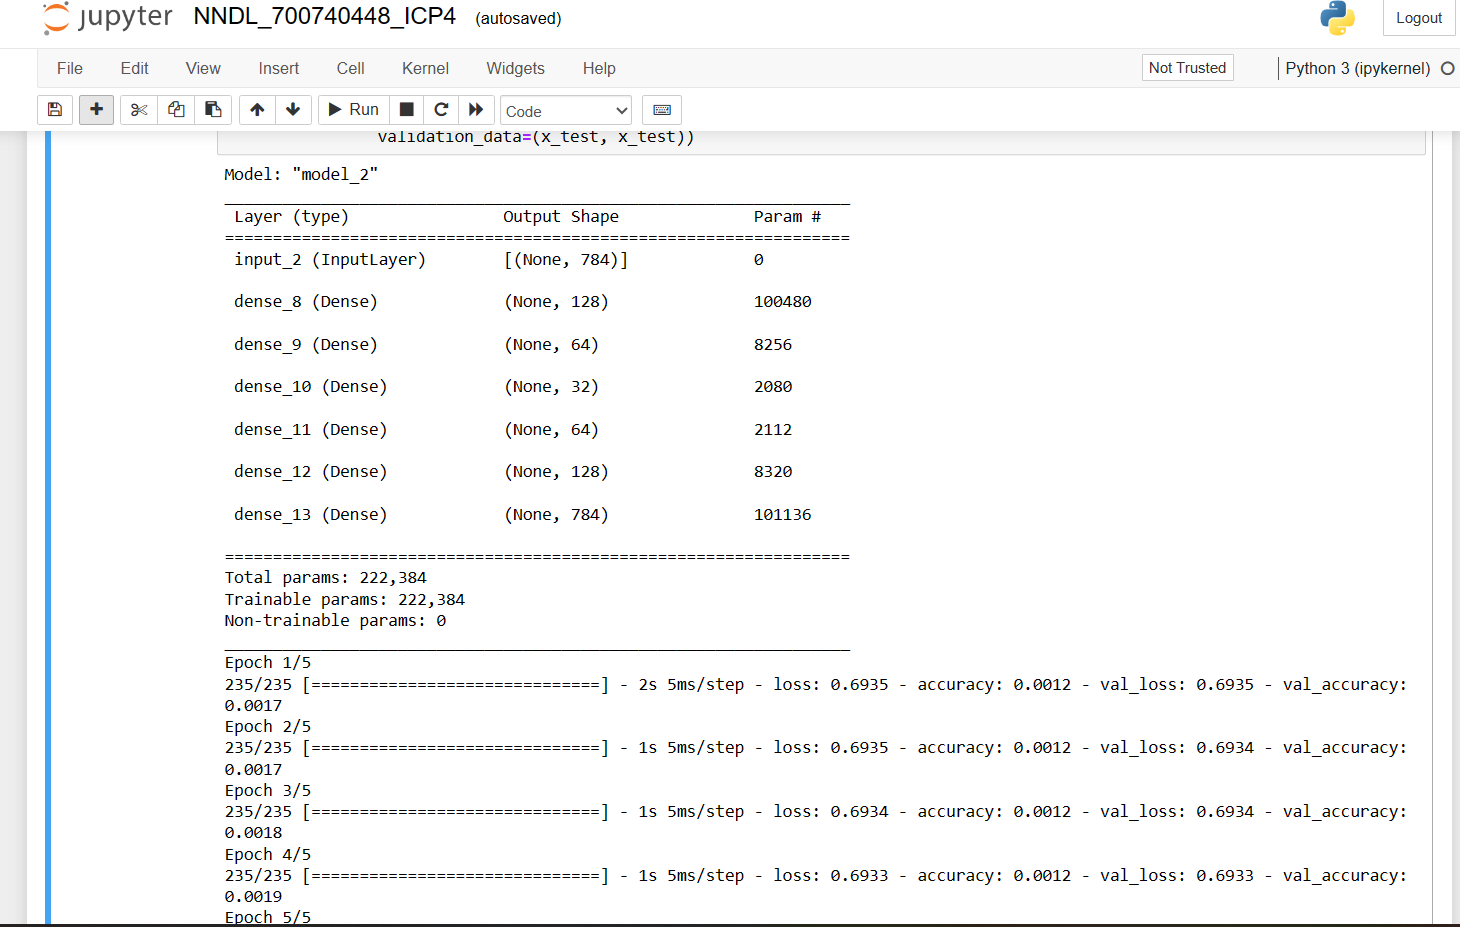 jupyter NNDL_700740448_ICP4 (autosaved) Logout
File Edit View Insert Cell Kernel Widgets Help Not Trusted Python 3 (ipykernel)
Run Code
validation_data=(x_test, x_test))
Model: "model_2"
Layer (type) Output Shape Param #
=================================================================
input_2 (InputLayer) [(None, 784)] 0
dense_8 (Dense) (None, 128) 100480
dense_9 (Dense) (None, 64) 8256
dense_10 (Dense) (None, 32) 2080
dense_11 (Dense) (None, 64) 2112
dense_12 (Dense) (None, 128) 8320
dense_13 (Dense) (None, 784) 101136
=================================================================
Total params: 222,384
Trainable params: 222,384
Non-trainable params: 0
_________________________________________________________________
Epoch 1/5
235/235 [==============================] - 2s 5ms/step - loss: 0.6935 - accuracy: 0.0012 - val_loss: 0.6935 - val_accuracy:
0.0017
Epoch 2/5
235/235 [==============================] - 1s 5ms/step - loss: 0.6935 - accuracy: 0.0012 - val_loss: 0.6934 - val_accuracy:
0.0017
Epoch 3/5
235/235 [==============================] - 1s 5ms/step - loss: 0.6934 - accuracy: 0.0012 - val_loss: 0.6934 - val_accuracy:
0.0018
Epoch 4/5
235/235 [==============================] - 1s 5ms/step - loss: 0.6933 - accuracy: 0.0012 - val_loss: 0.6933 - val_accuracy:
0.0019
Epoch 5/5